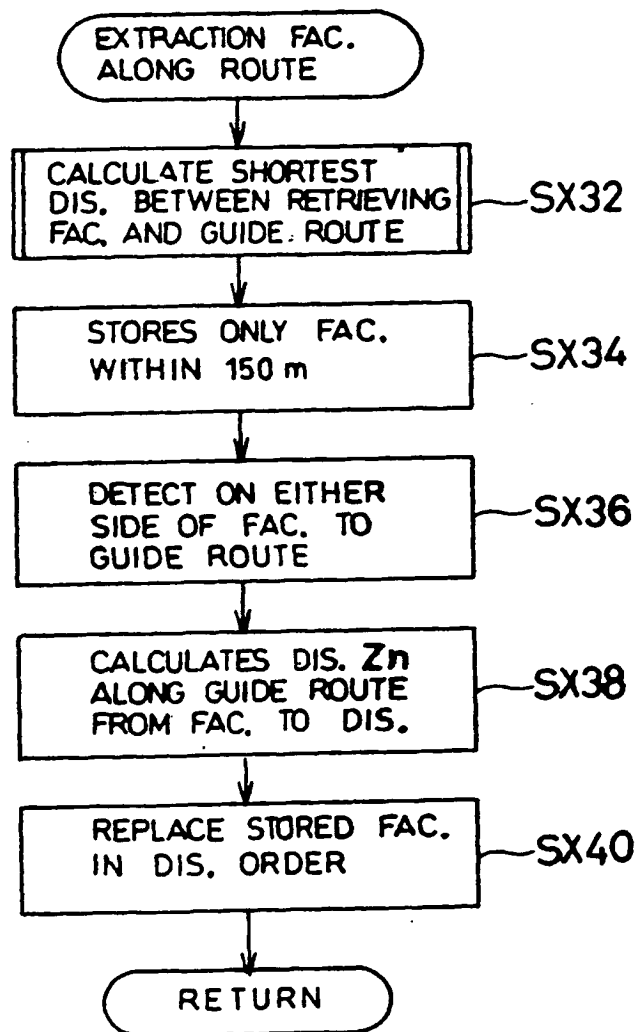 EXTRACTION FAC.
ALONG ROUTE
CALCULATE SHORTEST
DIS. BETWEEN RETRIEVING
FAC. AND GUIDE ROUTE
SX32
STORES ONLY FAC.
WITHIN 150 m
SX34
DETECT ON EITHER
SIDE OF FAC. TO
GUIDE ROUTE
SX36
CALCULATES DIS. Zn
ALONG GUIDE ROUTE
FROM FAC. TO DIS.
SX38
REPLACE STORED FAC.
IN DIS. ORDER
SX40
RETURN